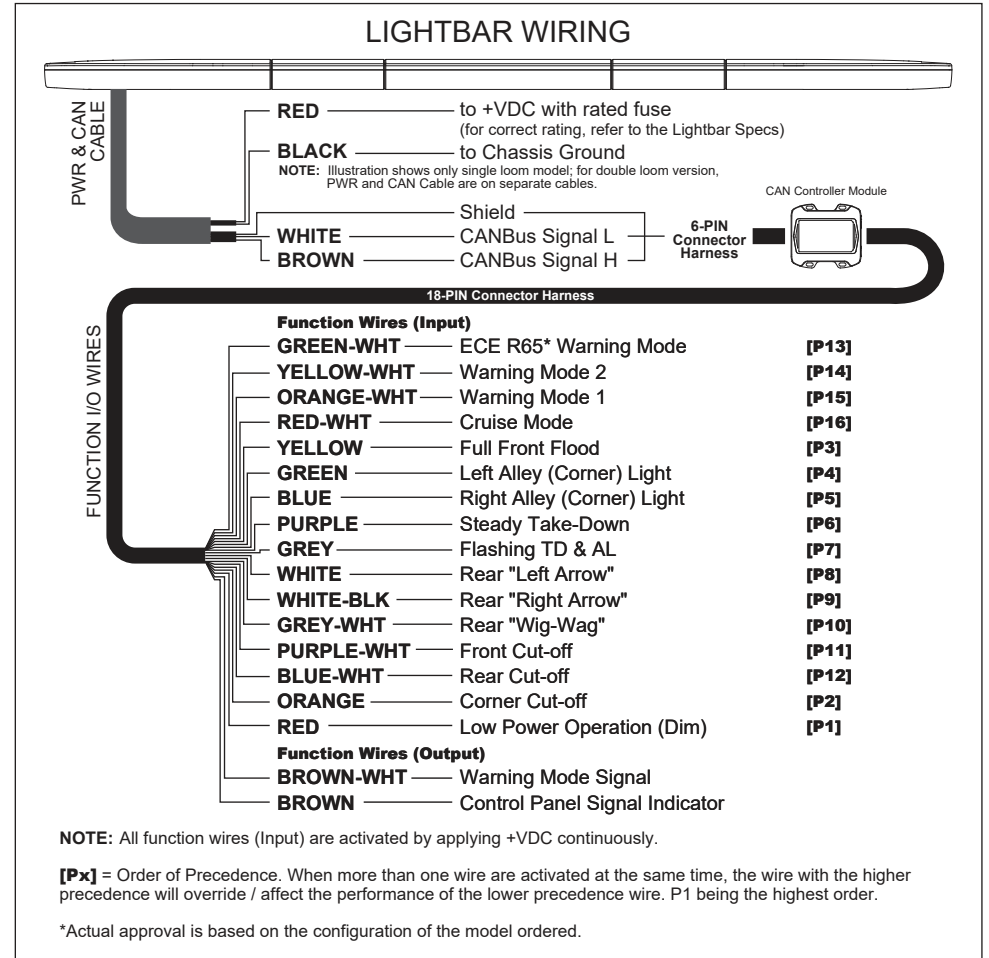 LIGHTBAR WIRING
PWR & CAN
CABLE
RED to +VDC with rated fuse
(for correct rating, refer to the Lightbar Specs)
BLACK to Chassis Ground
NOTE: Illustration shows only single loom model; for double loom version,
PWR and CAN Cable are on separate cables.
Shield
WHITE CANBus Signal L
BROWN CANBus Signal H
6-PIN
Connector
Harness
CAN Controller Module
18-PIN Connector Harness
FUNCTION I/O WIRES
Function Wires (Input)
GREEN-WHT ECE R65* Warning Mode [P13]
YELLOW-WHT Warning Mode 2 [P14]
ORANGE-WHT Warning Mode 1 [P15]
RED-WHT Cruise Mode [P16]
YELLOW Full Front Flood [P3]
GREEN Left Alley (Corner) Light [P4]
BLUE Right Alley (Corner) Light [P5]
PURPLE Steady Take-Down [P6]
GREY Flashing TD & AL [P7]
WHITE Rear "Left Arrow" [P8]
WHITE-BLK Rear "Right Arrow" [P9]
GREY-WHT Rear "Wig-Wag" [P10]
PURPLE-WHT Front Cut-off [P11]
BLUE-WHT Rear Cut-off [P12]
ORANGE Corner Cut-off [P2]
RED Low Power Operation (Dim) [P1]
Function Wires (Output)
BROWN-WHT Warning Mode Signal
BROWN Control Panel Signal Indicator
NOTE: All function wires (Input) are activated by applying +VDC continuously.
[Px] = Order of Precedence. When more than one wire are activated at the same time, the wire with the higher
precedence will override / affect the performance of the lower precedence wire. P1 being the highest order.
*Actual approval is based on the configuration of the model ordered.